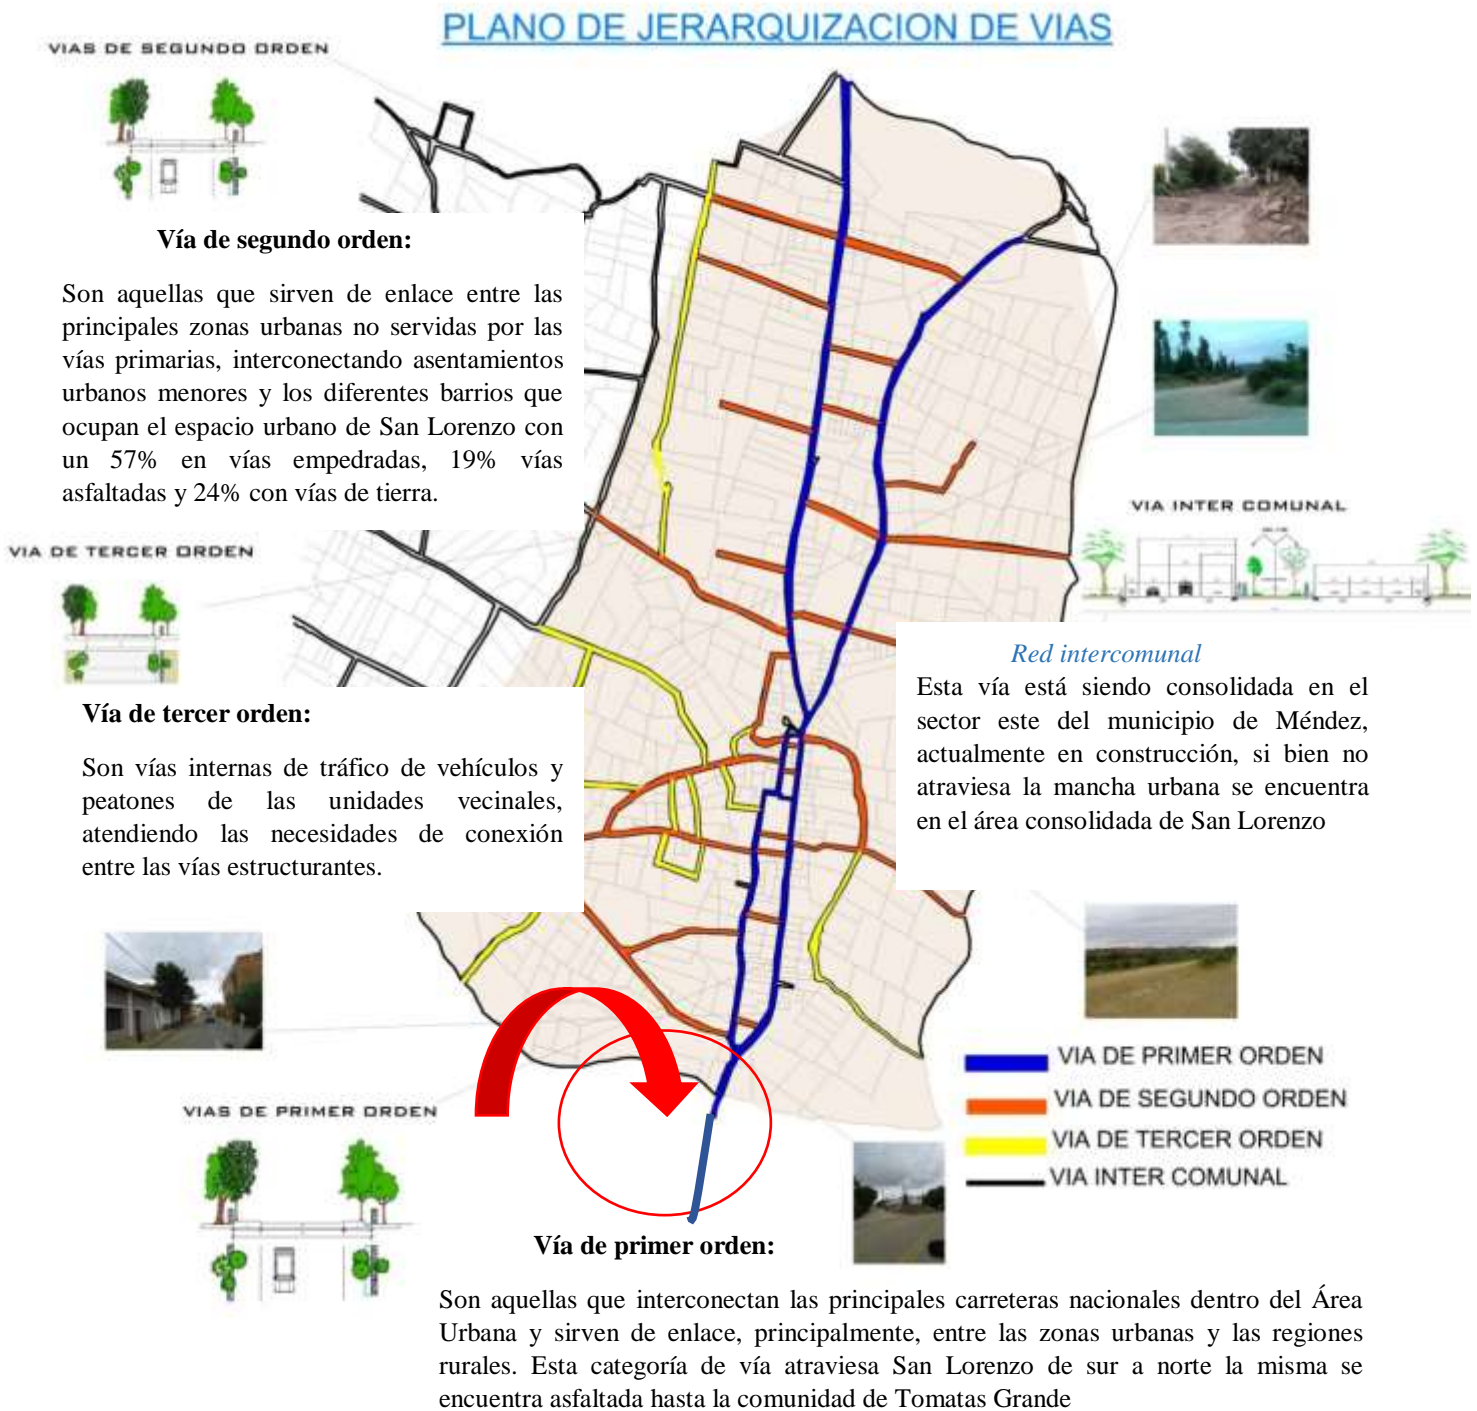 PLANO DE JERARQUIZACION DE VIAS
VIAS DE SEGUNDO ORDEN
Vía de segundo orden:
Son aquellas que sirven de enlace entre las
principales zonas urbanas no servidas por las
vías primarias, interconectando asentamientos
urbanos menores y los diferentes barrios que
ocupan el espacio urbano de San Lorenzo con
un 57% en vías empedradas, 19% vías
asfaltadas y 24% con vías de tierra.
VIA DE TERCER ORDEN
Vía de tercer orden:
Son vías internas de tráfico de vehículos y
peatones de las unidades vecinales,
atendiendo las necesidades de conexión
entre las vías estructurantes.
VIA INTER COMUNAL
Red intercomunal
Esta vía está siendo consolidada en el
sector este del municipio de Méndez,
actualmente en construcción, si bien no
atraviesa la mancha urbana se encuentra
en el área consolidada de San Lorenzo
VIA DE PRIMER ORDEN
VIA DE SEGUNDO ORDEN
VIA DE TERCER ORDEN
VIA INTER COMUNAL
VIAS DE PRIMER ORDEN
Vía de primer orden:
Son aquellas que interconectan las principales carreteras nacionales dentro del Área
Urbana y sirven de enlace, principalmente, entre las zonas urbanas y las regiones
rurales. Esta categoría de vía atraviesa San Lorenzo de sur a norte la misma se
encuentra asfaltada hasta la comunidad de Tomatas Grande